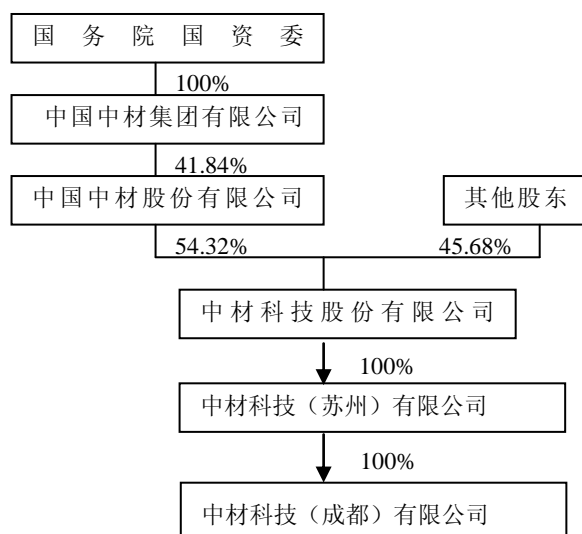 国务院国资委
100%
中国中材集团有限公司
41.84%
中国中材股份有限公司
其他股东
54.32%
45.68%
中材科技股份有限公司
100%
中材科技（苏州）有限公司
100%
中材科技（成都）有限公司